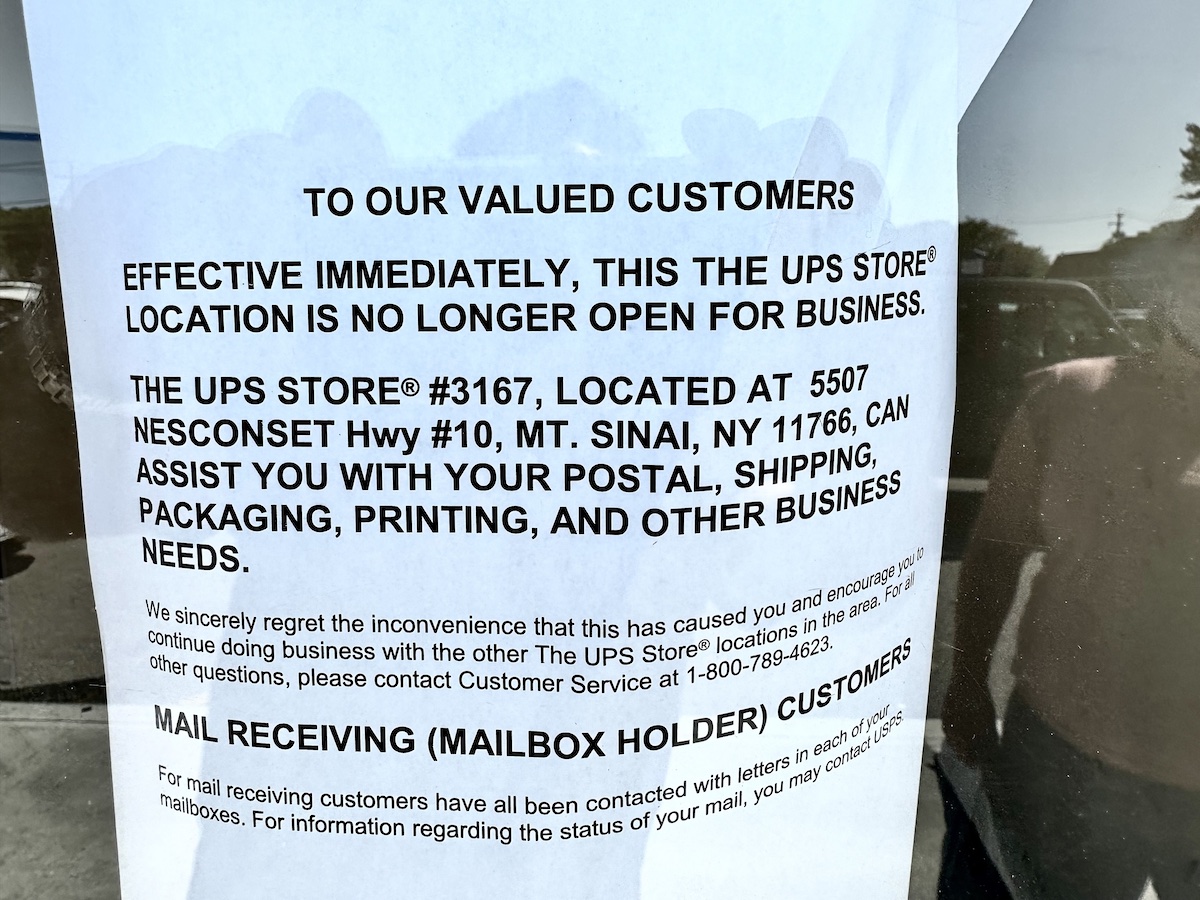 TO OUR VALUED CUSTOMERS
EFFECTIVE IMMEDIATELY, THIS THE UPS STORE®
LOCATION IS NO LONGER OPEN FOR BUSINESS.
THE UPS STORE® #3167, LOCATED AT 5507
NESCONSET Hwy #10, MT. SINAI, NY 11766, CAN
ASSIST YOU WITH YOUR POSTAL, SHIPPING,
PACKAGING, PRINTING, AND OTHER BUSINESS
NEEDS.
We sincerely regret the inconvenience that this has caused you and encourage you to
continue doing business with the other The UPS Store® locations in the area. For all
other questions, please contact Customer Service at 1-800-789-4623.
MAIL RECEIVING (MAILBOX HOLDER) CUSTOMERS
For mail receiving customers have all been contacted with letters in each of your
mailboxes. For information regarding the status of your mail, you may contact USPS.